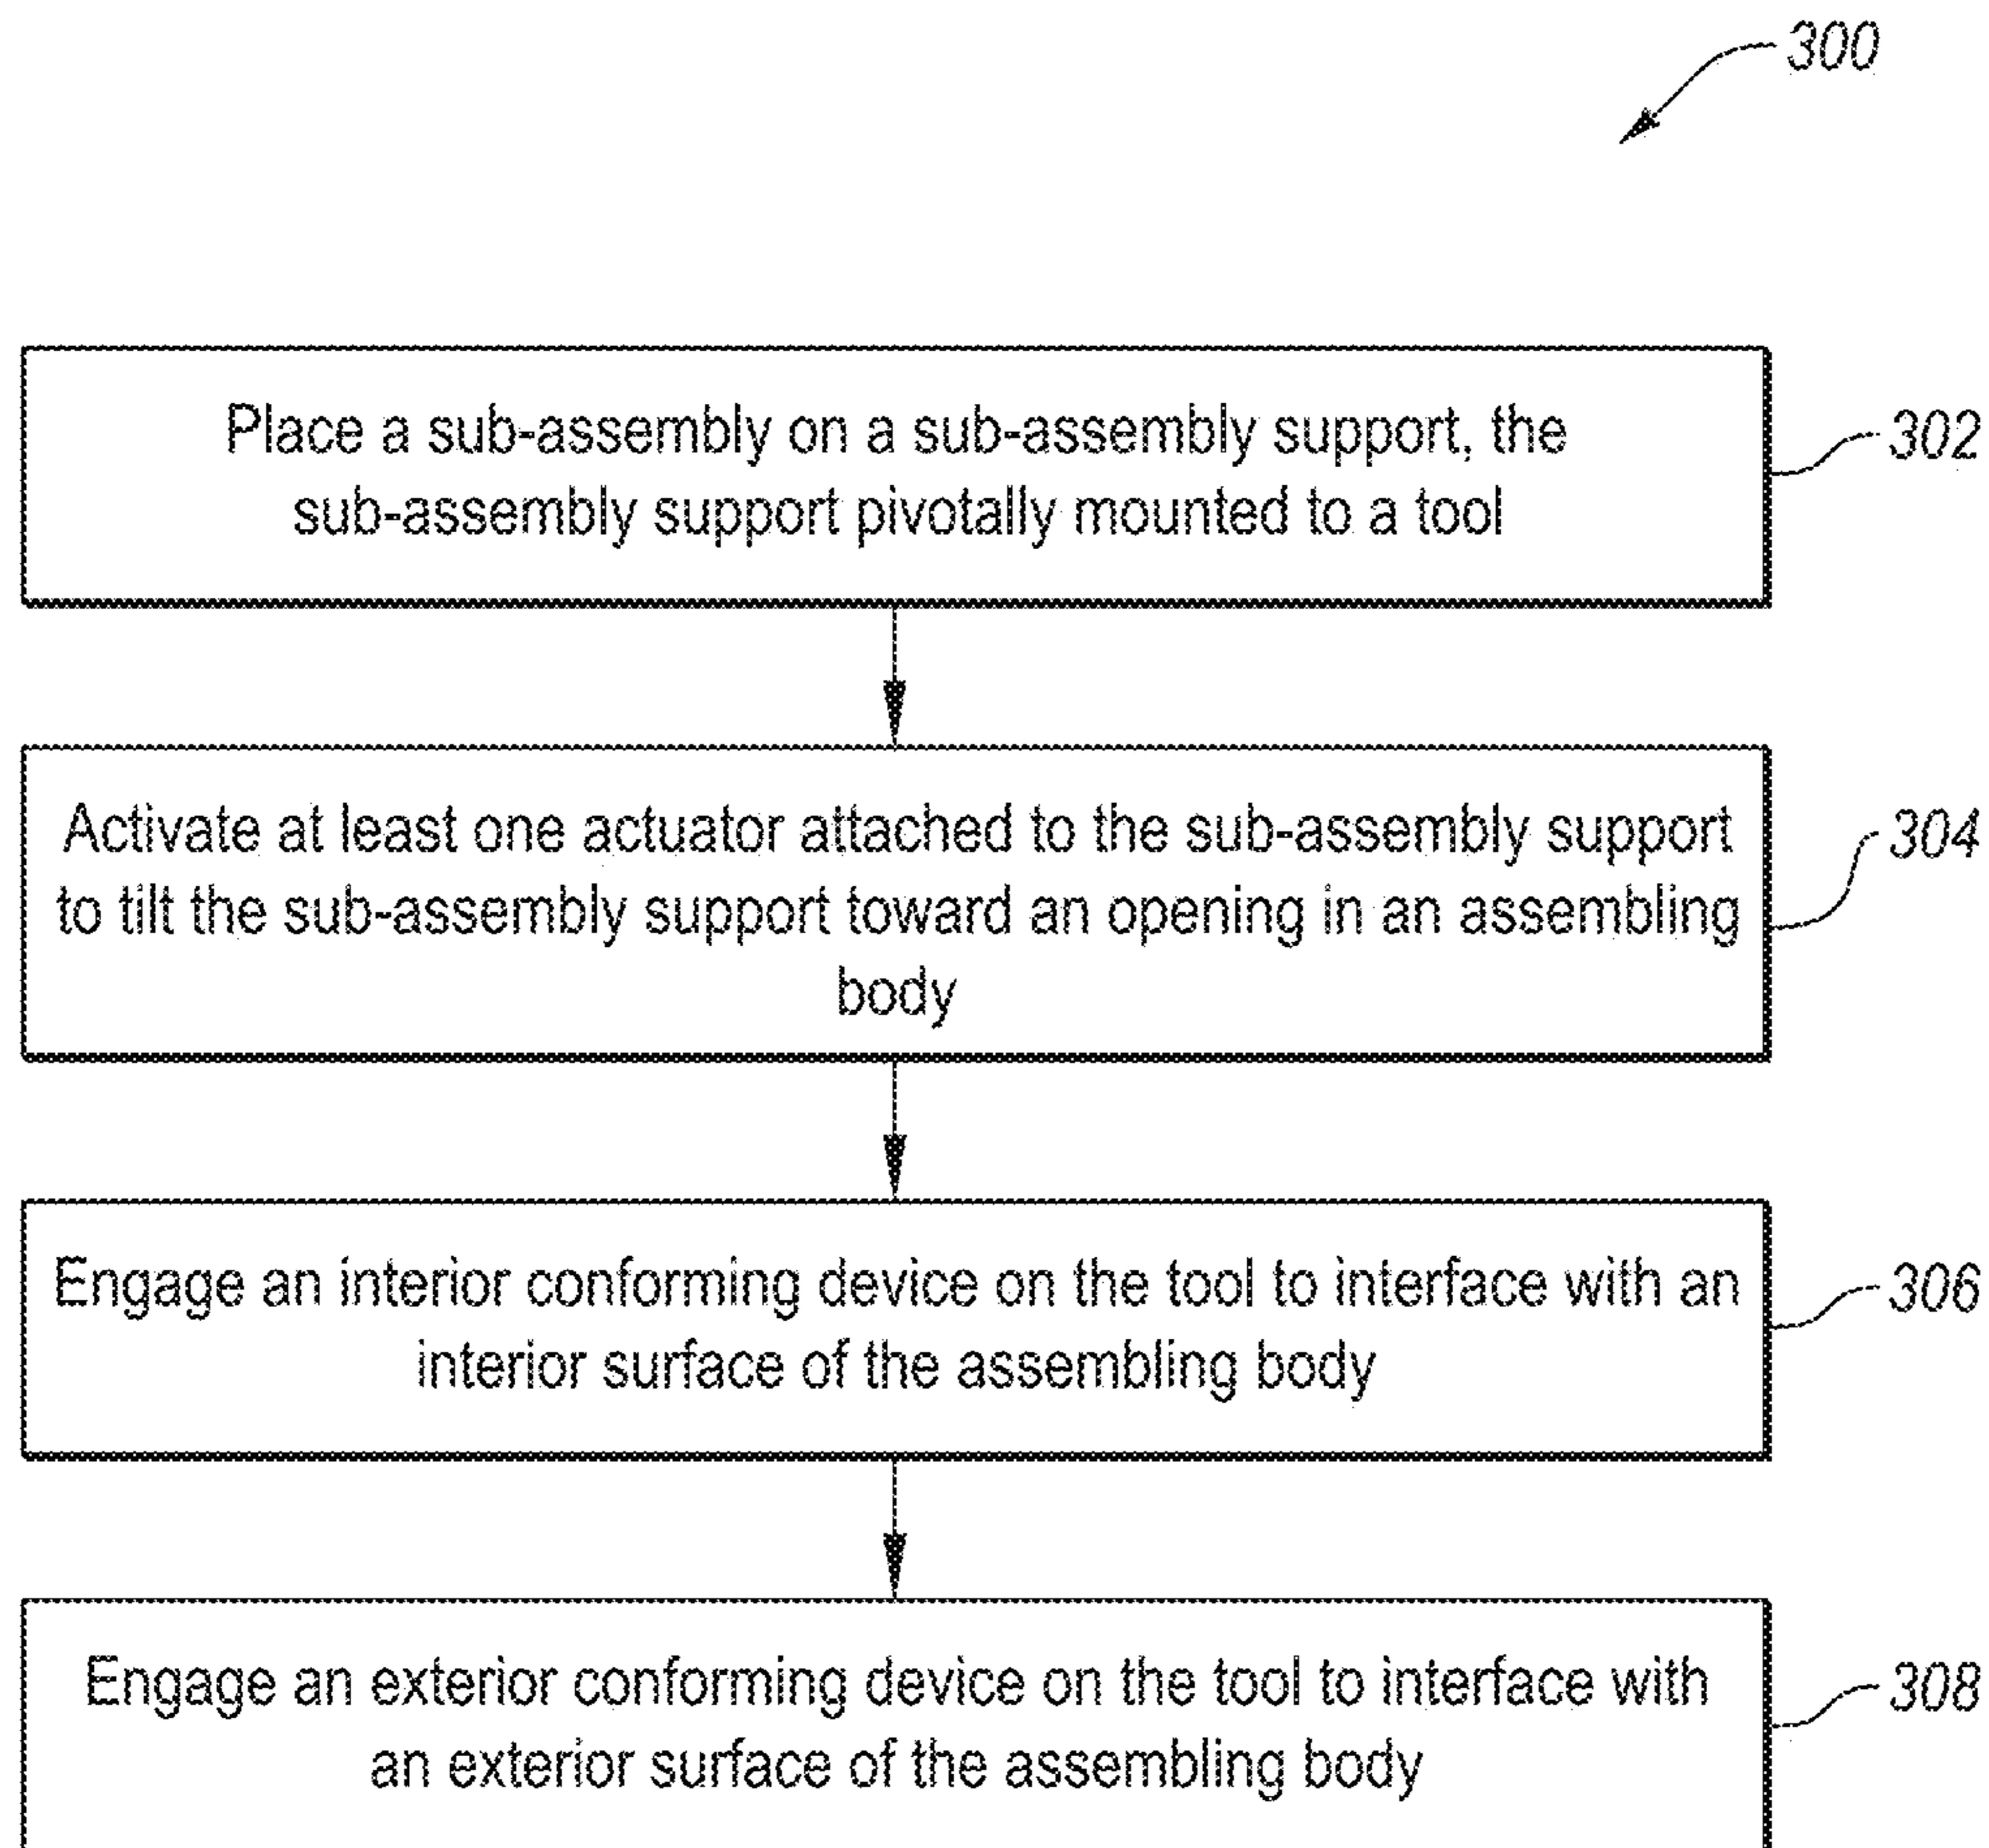 300
Place a sub-assembly on a sub-assembly support, the
sub-assembly support pivotally mounted to a tool
302
Activate at least one actuator attached to the sub-assembly support
to tilt the sub-assembly support toward an opening in an assembling
body
304
Engage an interior conforming device on the tool to interface with an
interior surface of the assembling body
306
Engage an exterior conforming device on the tool to interface with
an exterior surface of the assembling body
308